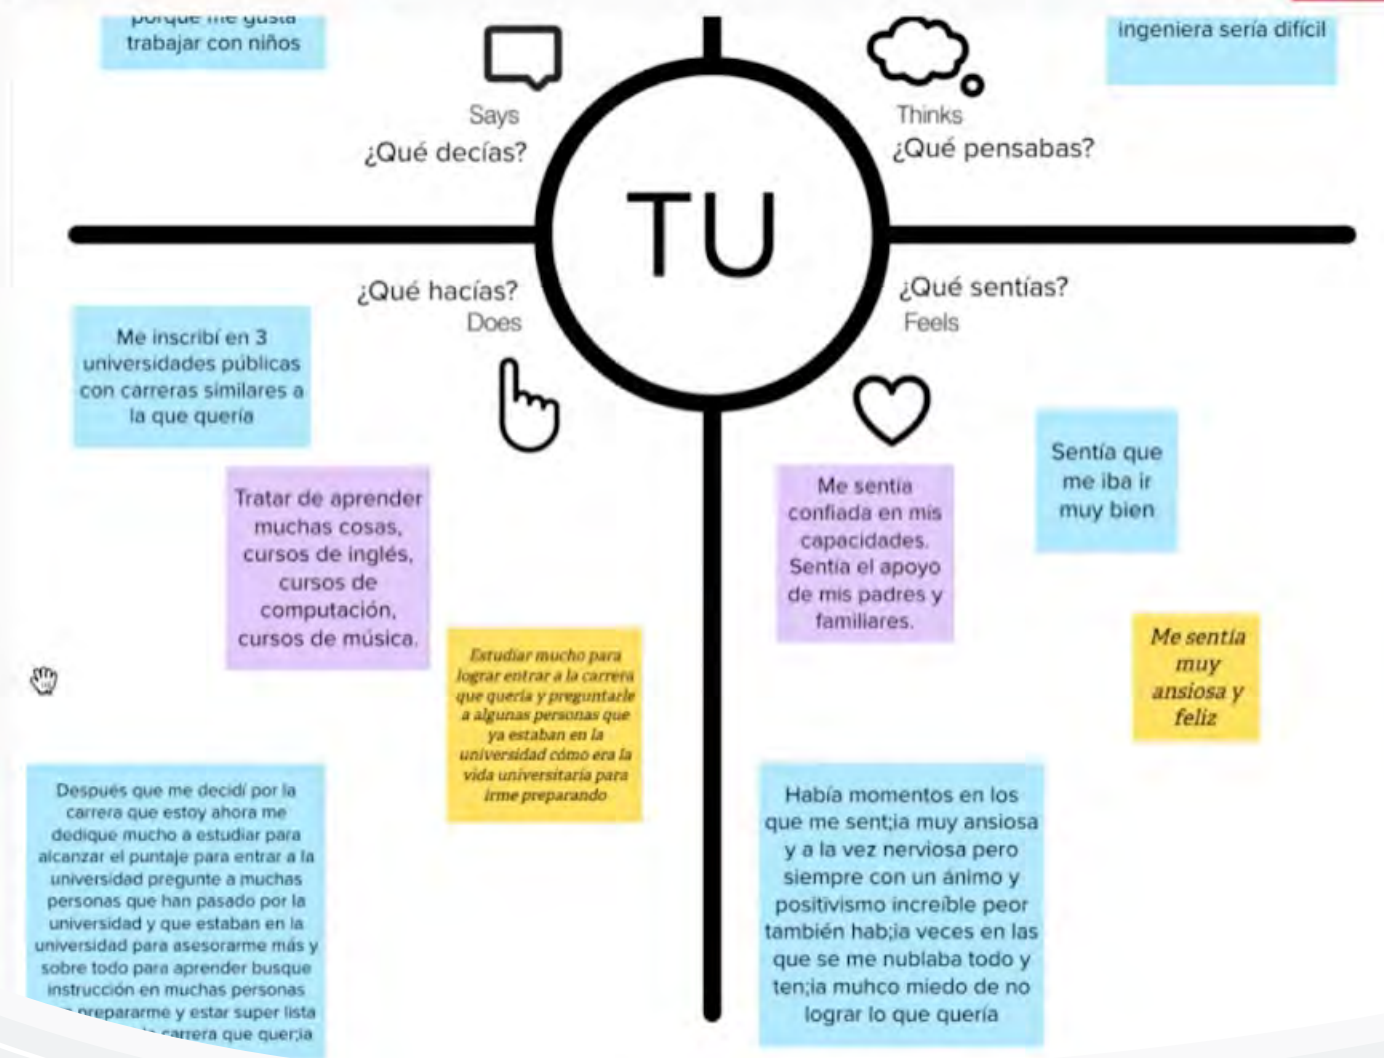 porque me gusta
trabajar con niños
Says
¿Qué decías?
Thinks
¿Qué pensabas?
ingeniera sería difícil
TU
¿Qué hacías?
Does
¿Qué sentías?
Feels
Me inscribí en 3
universidades públicas
con carreras similares a
la que quería
Tratar de aprender
muchas cosas,
cursos de inglés,
cursos de
computación,
cursos de música.
Estudiar mucho para
lograr entrar a la carrera
que quería y preguntarle
a algunas personas que
ya estaban en la
universidad cómo era la
vida universitaria para
irme preparando
Después que me decidí por la
carrera que estoy ahora me
dedique mucho a estudiar para
alcanzar el puntaje para entrar a la
universidad pregunte a muchas
personas que han pasado por la
universidad y que estaban en la
universidad para asesorarme más y
sobre todo para aprender busque
instrucción en muchas personas
prepararme y estar super lista
carrera que quer;ia
Me sentía
confiada en mis
capacidades.
Sentía el apoyo
de mis padres y
familiares.
Sentía que
me iba ir
muy bien
Me sentía
muy
ansiosa y
feliz
Había momentos en los
que me sent;ia muy ansiosa
y a la vez nerviosa pero
siempre con un ánimo y
positivismo increíble peor
también hab;ia veces en las
que se me nublaba todo y
ten;ia muhco miedo de no
lograr lo que quería